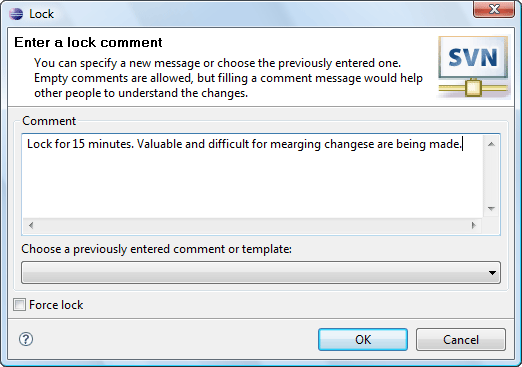 Lock
Enter a lock comment
You can specify a new message or choose the previously entered one.
Empty comments are allowed, but filling a comment message would help
other people to understand the changes.
SVN
Comment
Lock for 15 minutes. Valuable and difficult for mearging changese are being made.
Choose a previously entered comment or template:
Force lock
?
OK
Cancel